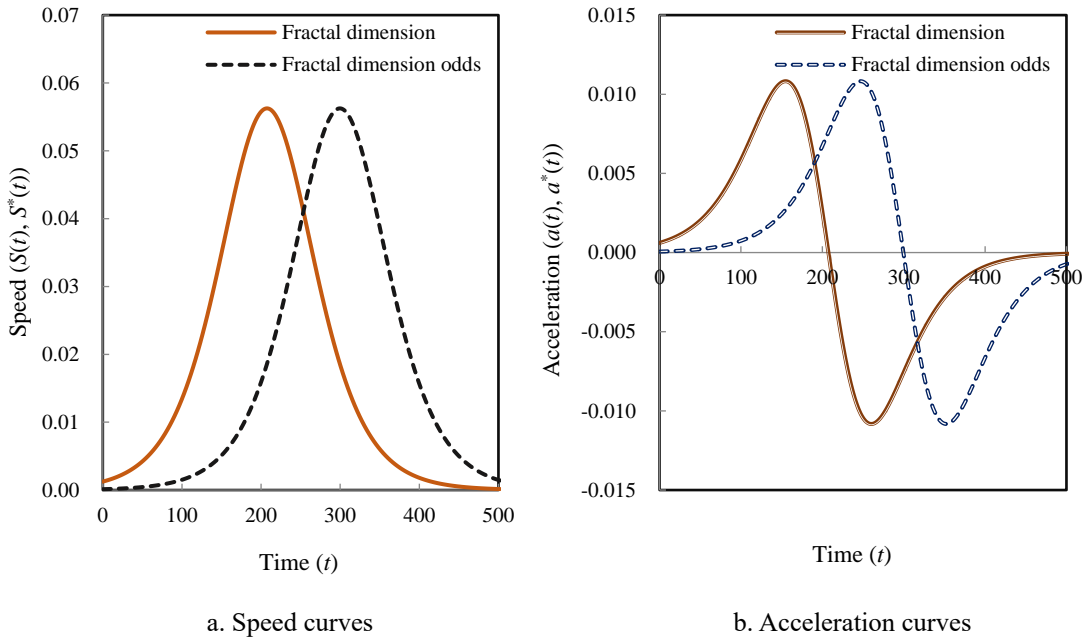 0.07
0.06
0.05
0.04
0.03
0.02
0.01
0.00
Speed (S(t), S*(t))
Fractal dimension
Fractal dimension odds
0 100 200 300 400 500
Time (t)
a. Speed curves
0.015
0.010
0.005
0.000
-0.005
-0.010
-0.015
Acceleration (a(t), a*(t))
Fractal dimension
Fractal dimension odds
0 100 200 300 400 500
Time (t)
b. Acceleration curves